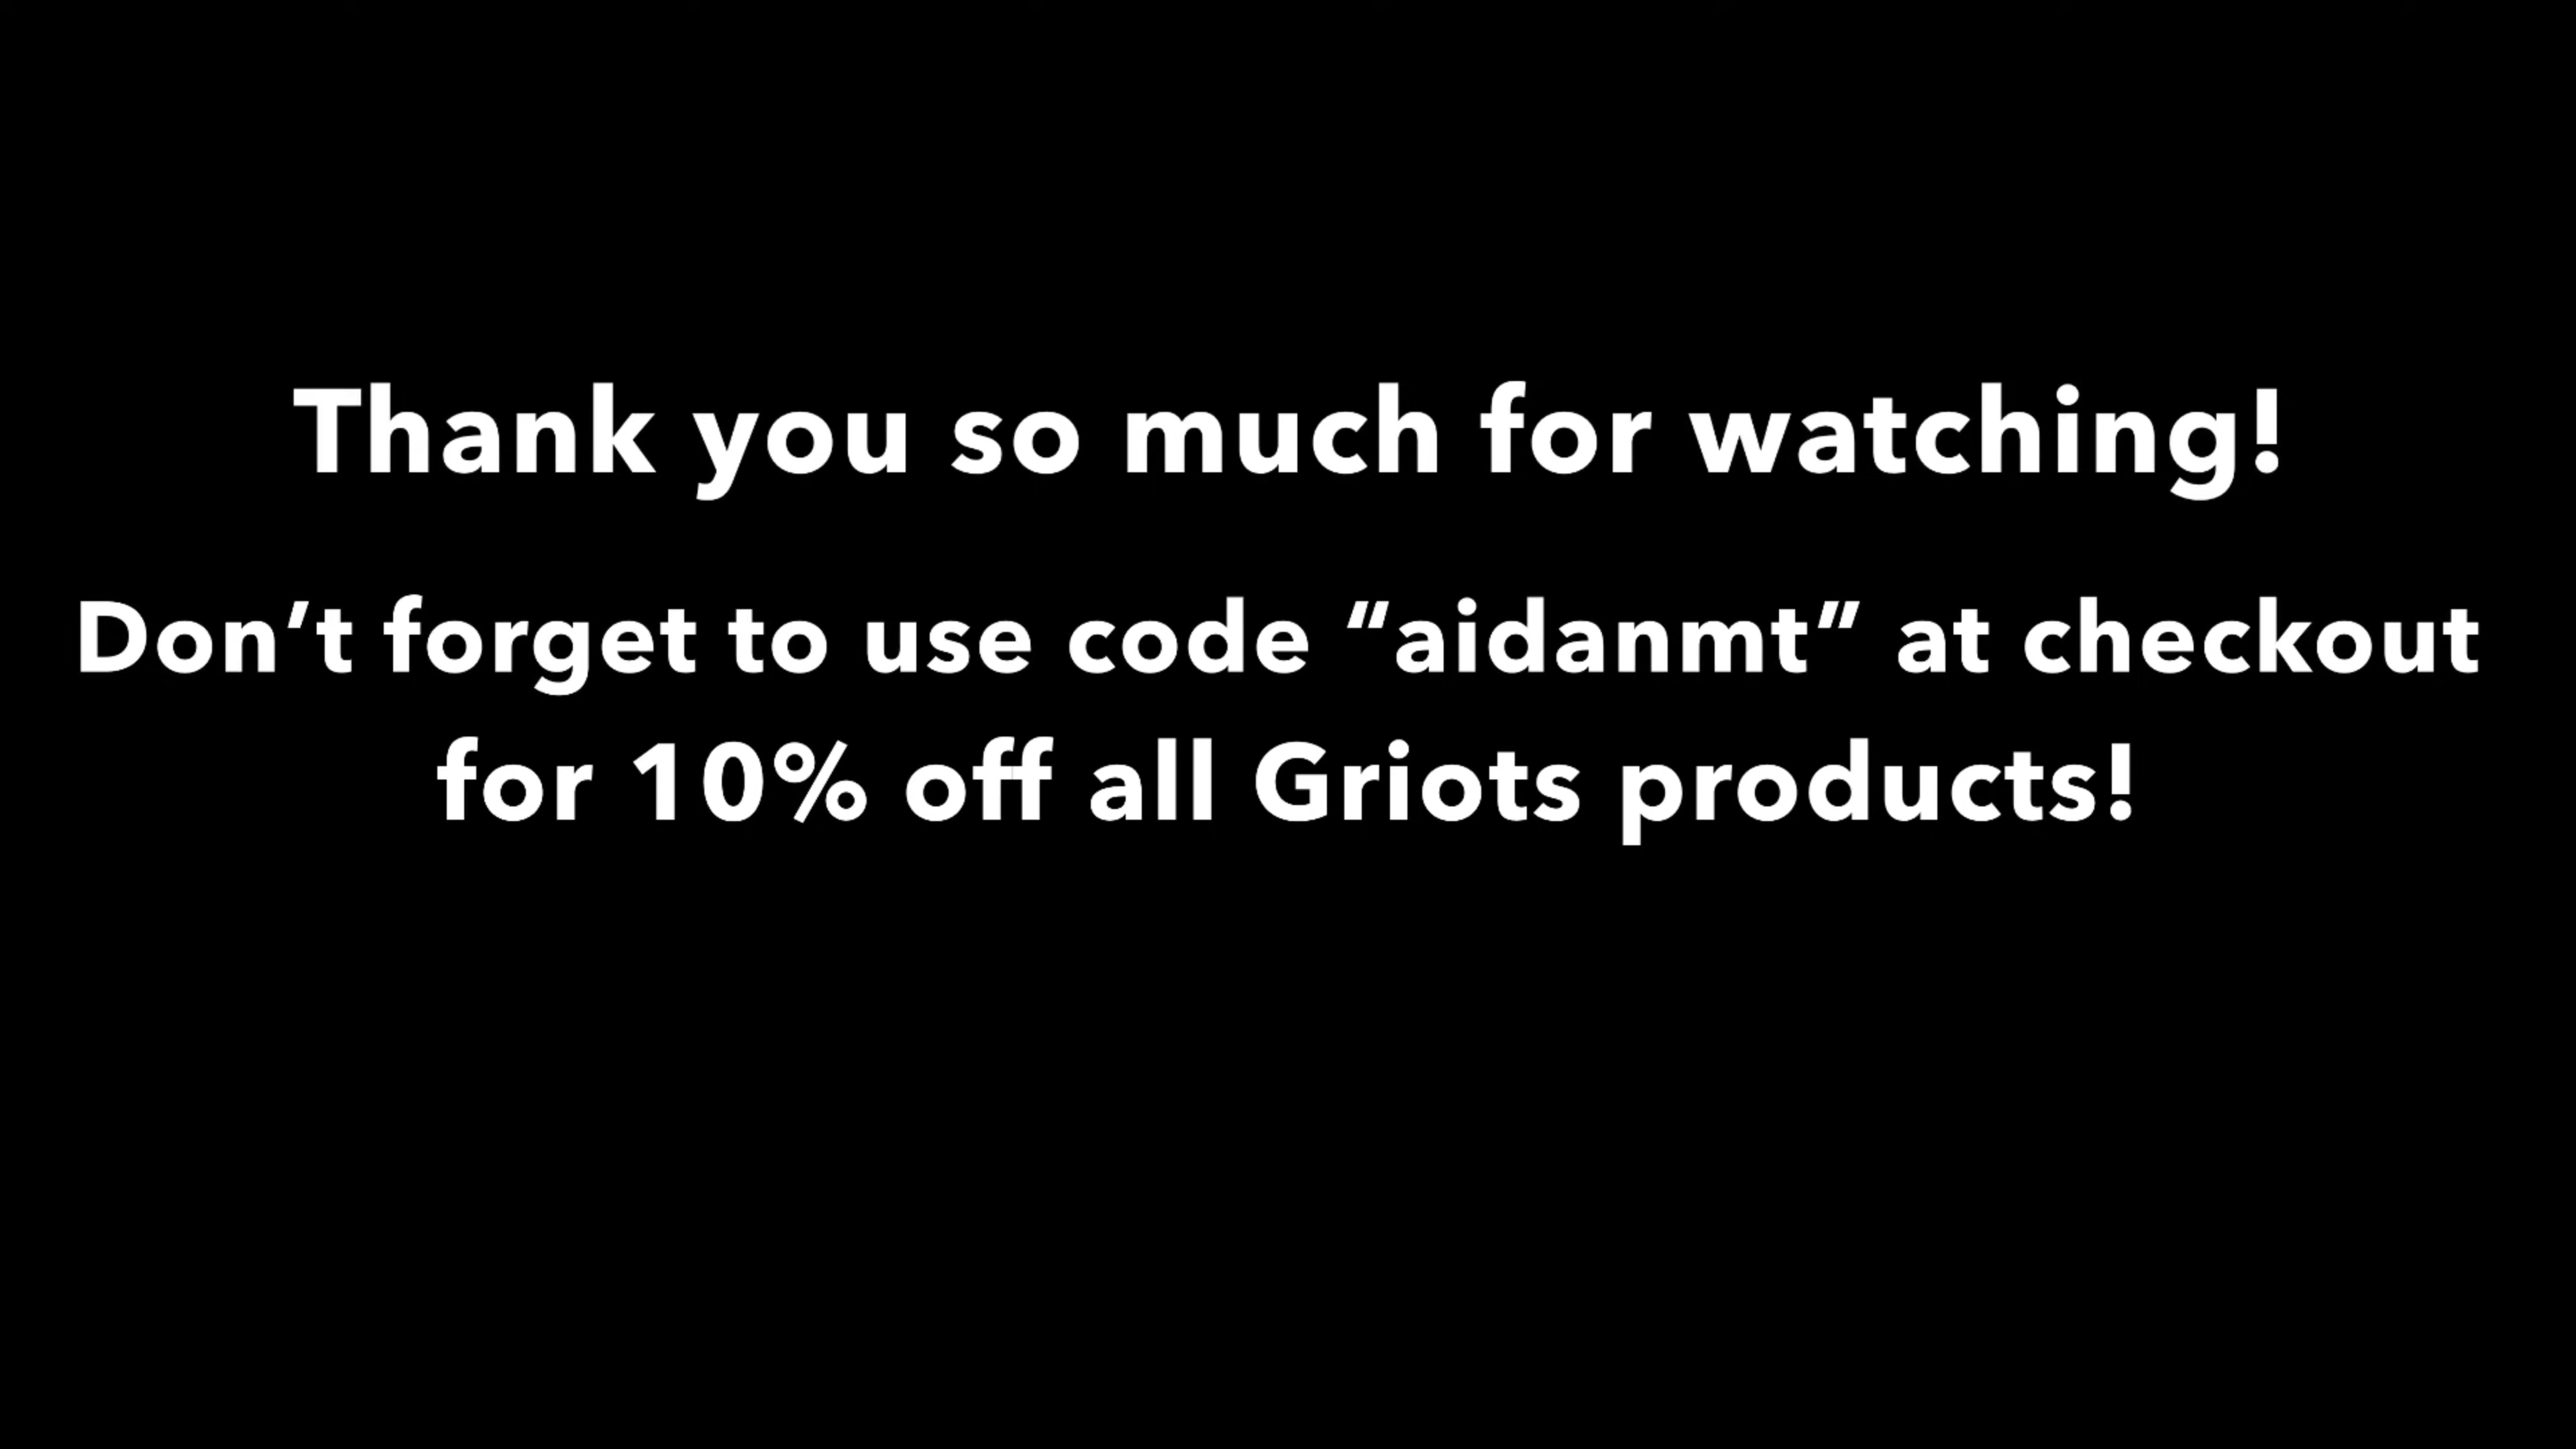 Thank you so much for watching!
Don’t forget to use code “aidanmt” at checkout
for 10% off all Griots products!